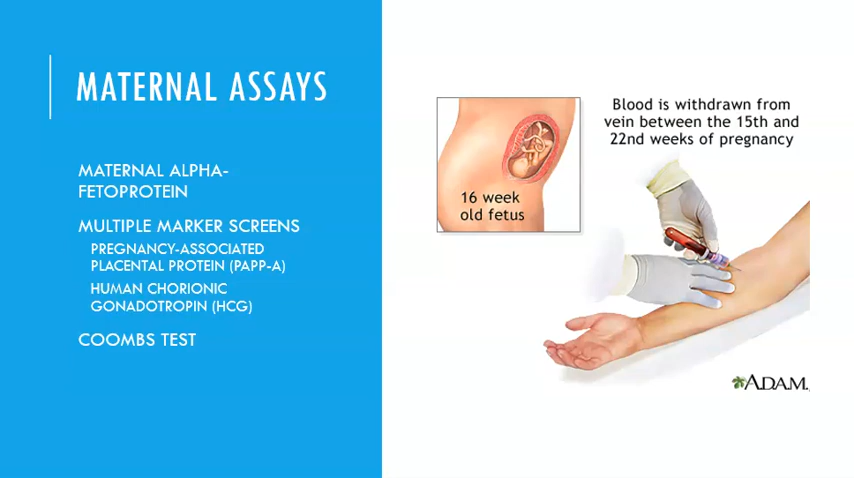 MATERNAL ASSAYS
MATERNAL ALPHA-
FETOPROTEIN
MULTIPLE MARKER SCREENS
PREGNANCY-ASSOCIATED
PLACENTAL PROTEIN (PAPP-A)
HUMAN CHORIONIC
GONADOTROPIN (HCG)
COOMBS TEST
16 week
old fetus
Blood is withdrawn from
vein between the 15th and
22nd weeks of pregnancy
A.D.A.M.